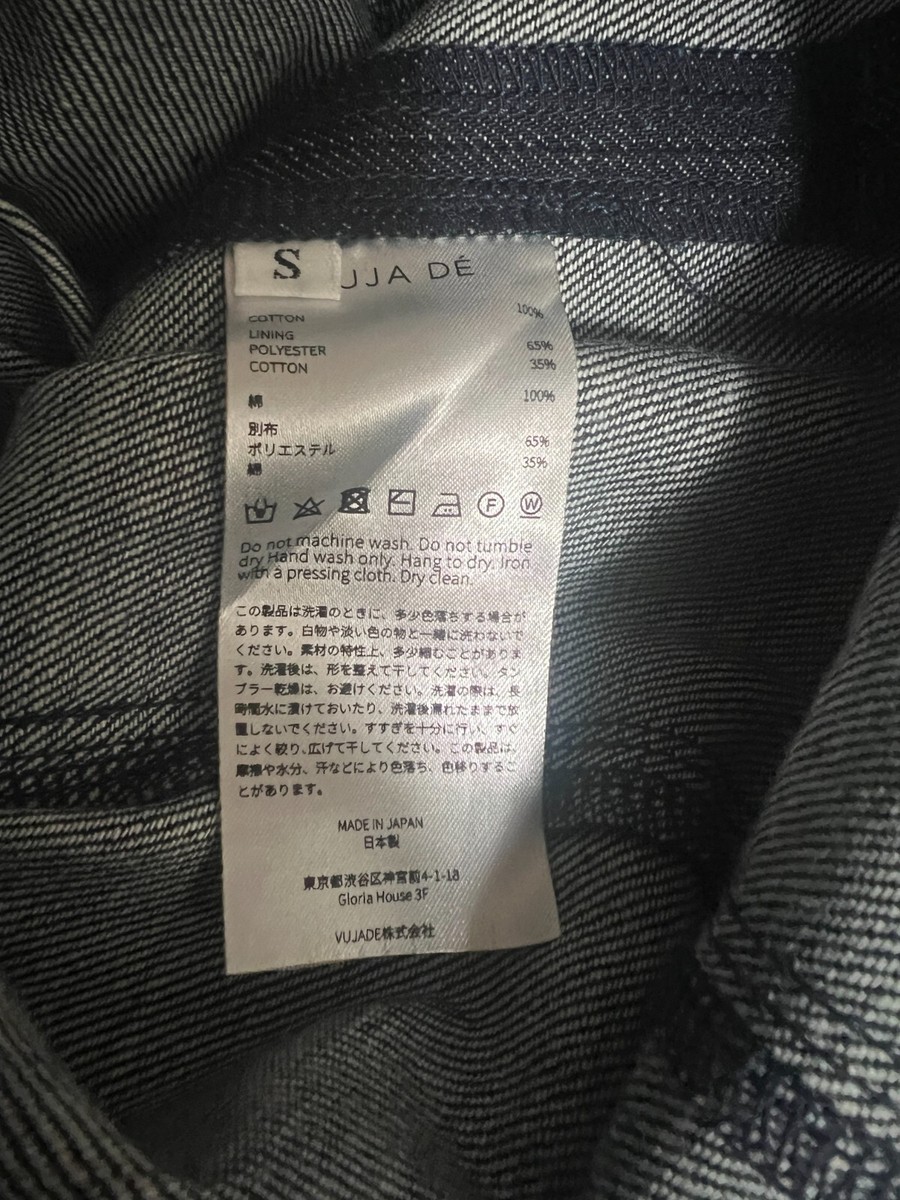 S
UJA DÉ
COTTON 100%
LINING
POLYESTER 65%
COTTON 35%
綿 100%
別布
ポリエステル 65%
綿 35%
F W
Do not machine wash. Do not tumble
dry Hand wash only. Hang to dry. Iron
with a pressing cloth. Dry clean.
この製品は洗濯のときに、多少色落ちする場合が
あります。白物や淡い色の物と一緒に洗わないで
ください。素材の特性上、多少縮むことがありま
す。洗濯後は、形を整えて干してください。タン
ブラー乾燥は、お避けください。洗濯の際は、長
時間水に漬けておいたり、洗濯後濡れたままで放
置しないでください。すすぎを十分に行い、すぐ
によく絞り、広げて干してください。この製品は、
摩擦や水分、汗などにより色落ち、色移りするこ
とがあります。
MADE IN JAPAN
日本製
東京都渋谷区神宮前4-1-18
Gloria House 3F
VUJADE株式会社